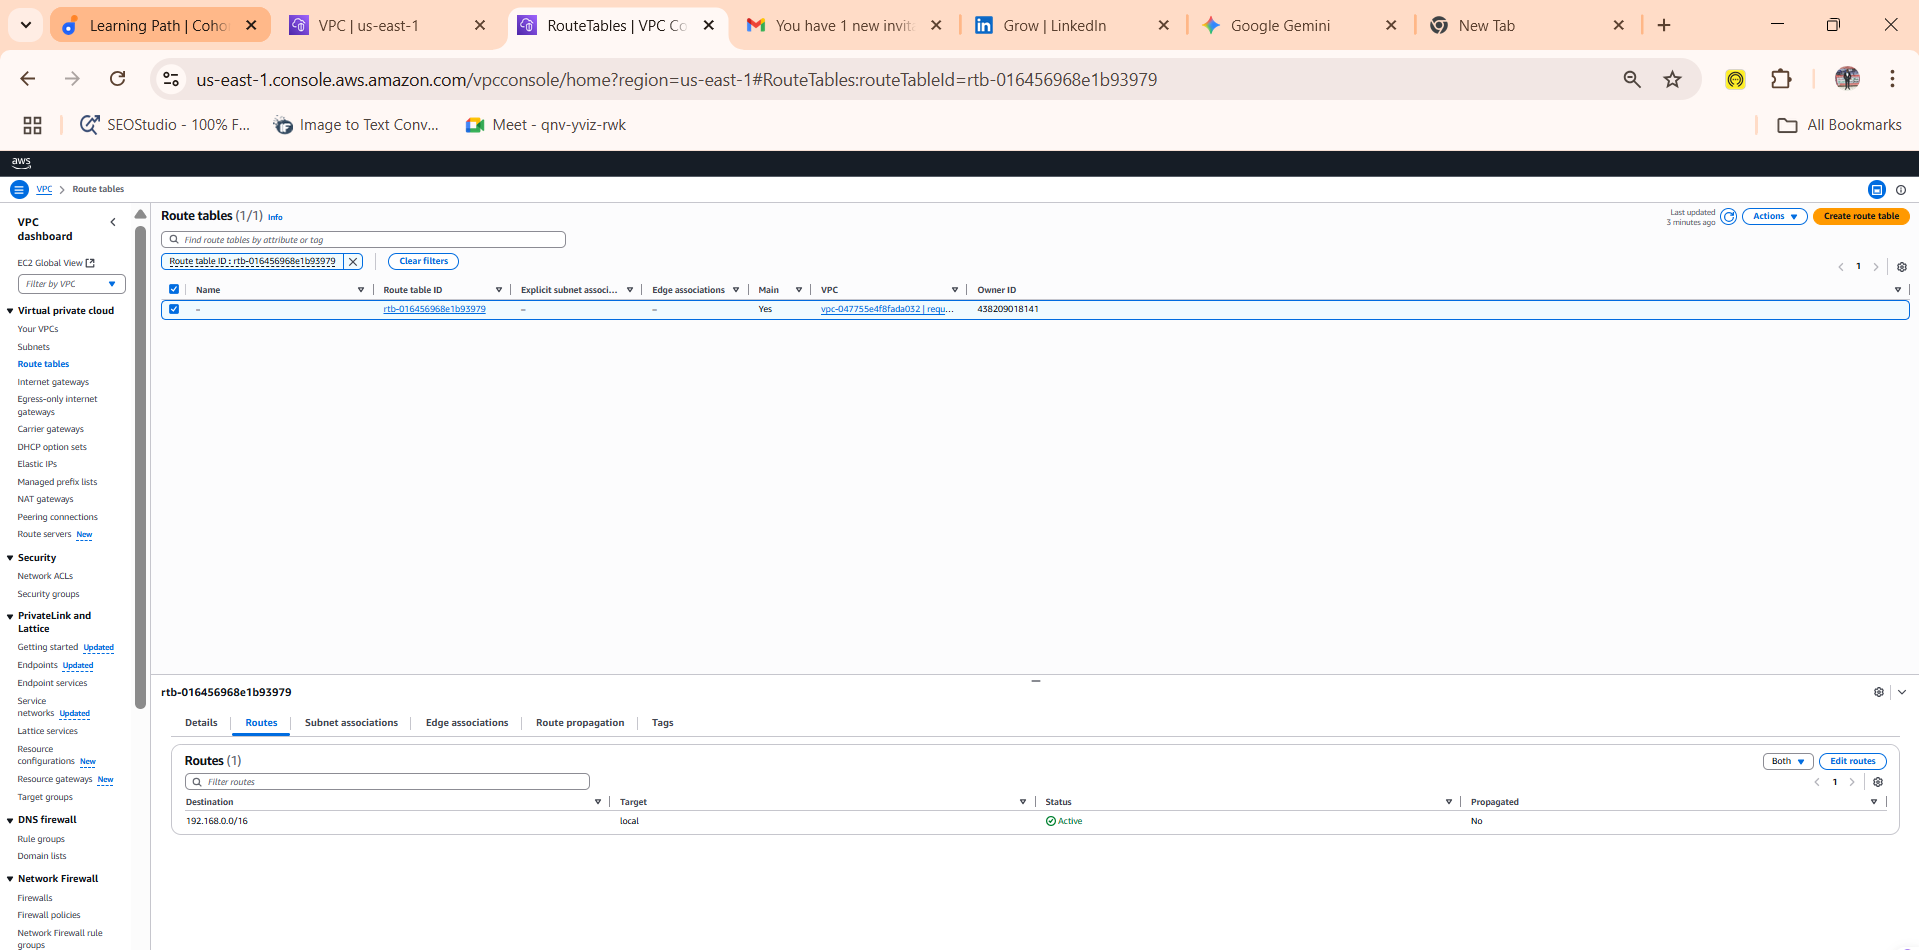 Learning Path | Coho
VPC | us-east-1
RouteTables | VPC Co
You have 1 new invita
Grow | LinkedIn
Google Gemini
New Tab
us-east-1.console.aws.amazon.com/vpcconsole/home?region=us-east-1#RouteTables:routeTableId=rtb-016456968e1b93979
SEOStudio - 100% F...
Image to Text Conv...
Meet - qnv-yviz-rwk
All Bookmarks
aws
VPC
Route tables
VPC dashboard
EC2 Global View
Filter by VPC
Virtual private cloud
Your VPCs
Subnets
Route tables
Internet gateways
Egress-only internet
gateways
Carrier gateways
DHCP option sets
Elastic IPs
Managed prefix lists
NAT gateways
Peering connections
Route servers New
Security
Network ACLs
Security groups
PrivateLink and
Lattice
Getting started Updated
Endpoints Updated
Endpoint services
Service
networks Updated
Lattice services
Resource
configurations New
Resource gateways New
Target groups
DNS firewall
Rule groups
Domain lists
Network Firewall
Firewalls
Firewall policies
Network Firewall rule
groups
Route tables (1/1) Info
Last updated
3 minutes ago
Actions
Create route table
Find route tables by attribute or tag
Route table ID : rtb-016456968e1b93979
Clear filters
1
Name Route table ID Explicit subnet associ... Edge associations Main VPC Owner ID
– rtb-016456968e1b93979 – – Yes vpc-047755e4f8fada032 | requ... 438209018141
rtb-016456968e1b93979
Details Routes Subnet associations Edge associations Route propagation Tags
Routes (1)
Both
Edit routes
Filter routes
1
Destination Target Status Propagated
192.168.0.0/16 local Active No